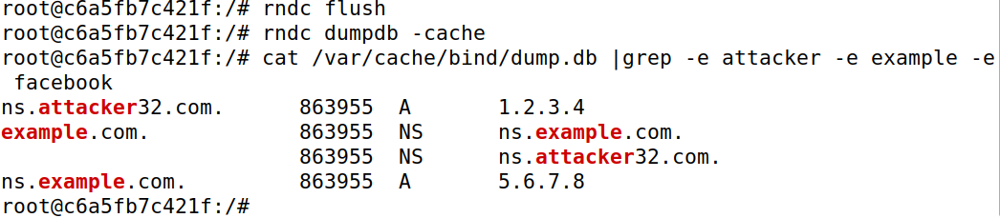 root@c6a5fb7c421f:/# rndc flush
root@c6a5fb7c421f:/# rndc dumpdb -cache
root@c6a5fb7c421f:/# cat /var/cache/bind/dump.db |grep -e attacker -e example -e
 facebook
ns.attacker32.com.      863955  A       1.2.3.4
example.com.            863955  NS      ns.example.com.
                        863955  NS      ns.attacker32.com.
ns.example.com.         863955  A       5.6.7.8
root@c6a5fb7c421f:/#